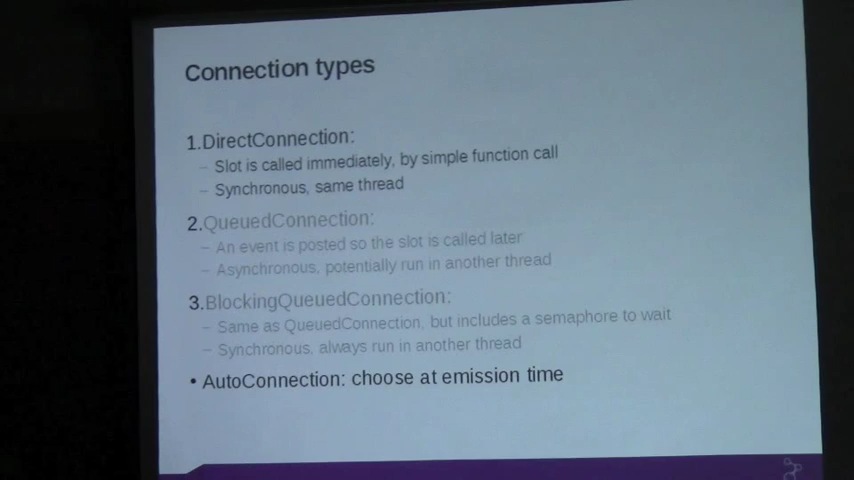 Connection types
1.DirectConnection:
– Slot is called immediately, by simple function call
– Synchronous, same thread
2.QueuedConnection:
– An event is posted so the slot is called later
– Asynchronous, potentially run in another thread
3.BlockingQueuedConnection:
– Same as QueuedConnection, but includes a semaphore to wait
– Synchronous, always run in another thread
• AutoConnection: choose at emission time